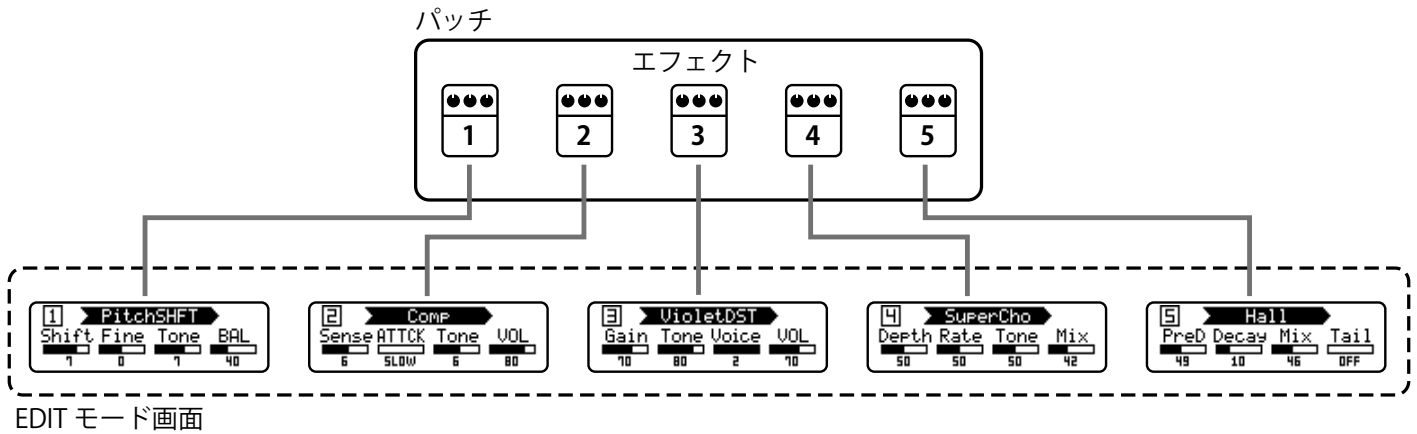 パッチ
エフェクト
1 2 3 4 5
1 PitchSHFT
Shift Fine Tone BAL
7 0 7 40
2 Comp
Sense ATTCK Tone VOL
6 SLOW 6 80
3 VioletDST
Gain Tone Voice VOL
70 80 2 70
4 SuperCho
Depth Rate Tone Mix
50 50 50 42
5 Hall
PreD Decay Mix Tail
49 10 46 OFF
EDIT モード画面